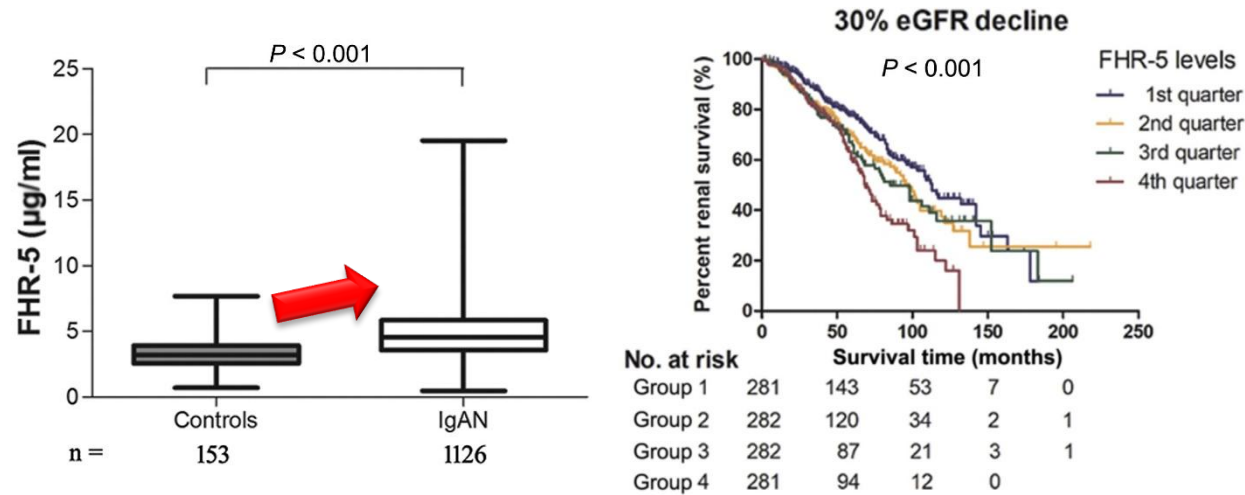 P < 0.001
FHR-5 (µg/ml)
25
20
15
10
5
0
Controls
IgAN
n =
153
1126
30% eGFR decline
P < 0.001
Percent renal survival (%)
100
80
60
40
20
0
0
50
100
150
200
250
Survival time (months)
FHR-5 levels
1st quarter
2nd quarter
3rd quarter
4th quarter
No. at risk
Group 1 281 143 53 7 0
Group 2 282 120 34 2 1
Group 3 282 87 21 3 1
Group 4 281 94 12 0